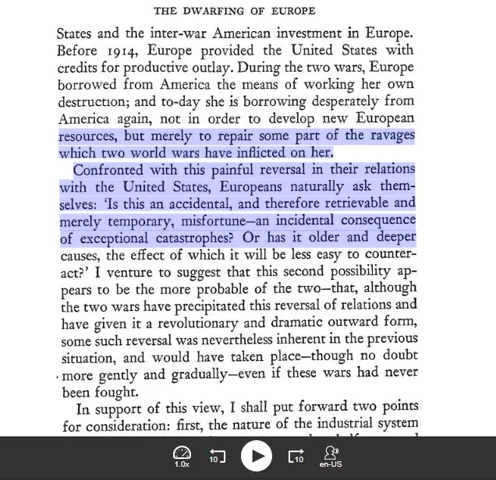 THE DWARFING OF EUROPE
States and the inter-war American investment in Europe.
Before 1914, Europe provided the United States with
credits for productive outlay. During the two wars, Europe
borrowed from America the means of working her own
destruction; and to-day she is borrowing desperately from
America again, not in order to develop new European
resources, but merely to repair some part of the ravages
which two world wars have inflicted on her.
Confronted with this painful reversal in their relations
with the United States, Europeans naturally ask them-
selves: ‘Is this an accidental, and therefore retrievable and
merely temporary, misfortune—an incidental consequence
of exceptional catastrophes? Or has it older and deeper
causes, the effect of which it will be less easy to counter-
act?’ I venture to suggest that this second possibility ap-
pears to be the more probable of the two—that, although
the two wars have precipitated this reversal of relations and
have given it a revolutionary and dramatic outward form,
some such reversal was nevertheless inherent in the previous
situation, and would have taken place—though no doubt
more gently and gradually—even if these wars had never
been fought.
In support of this view, I shall put forward two points
for consideration: first, the nature of the industrial system
1.0x 10 10 en-US